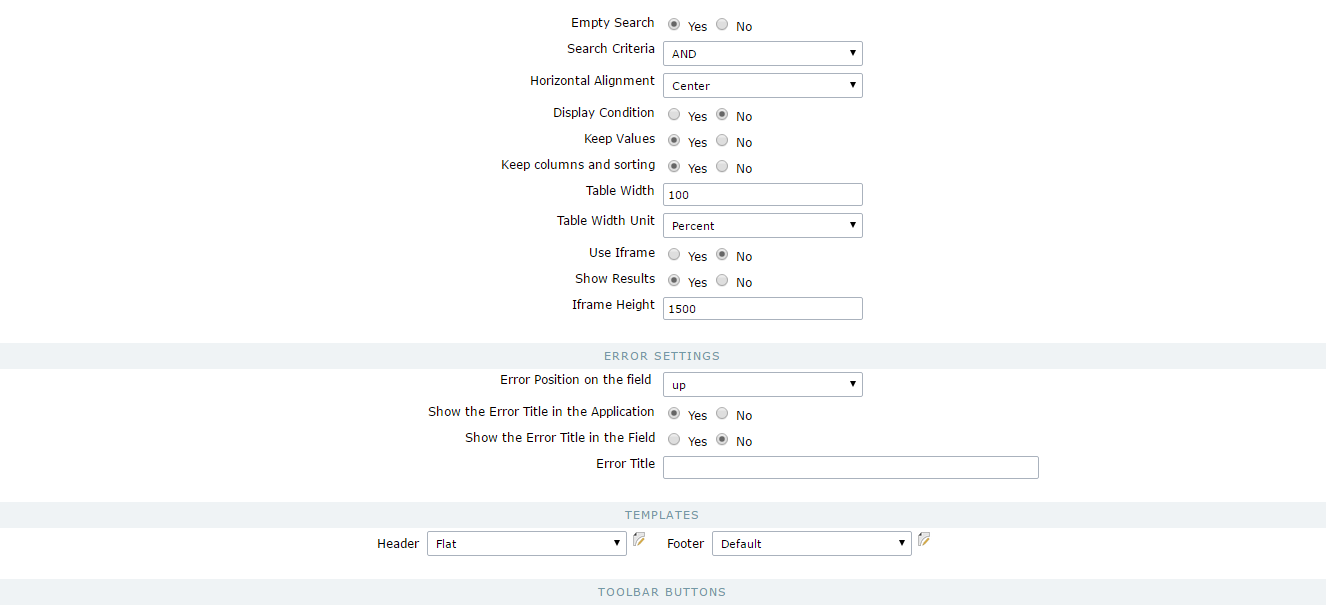 Empty Search Yes No
Search Criteria AND
Horizontal Alignment Center
Display Condition Yes No
Keep Values Yes No
Keep columns and sorting Yes No
Table Width 100
Table Width Unit Percent
Use Iframe Yes No
Show Results Yes No
Iframe Height 1500
ERROR SETTINGS
Error Position on the field up
Show the Error Title in the Application Yes No
Show the Error Title in the Field Yes No
Error Title
TEMPLATES
Header Flat Footer Default
TOOLBAR BUTTONS